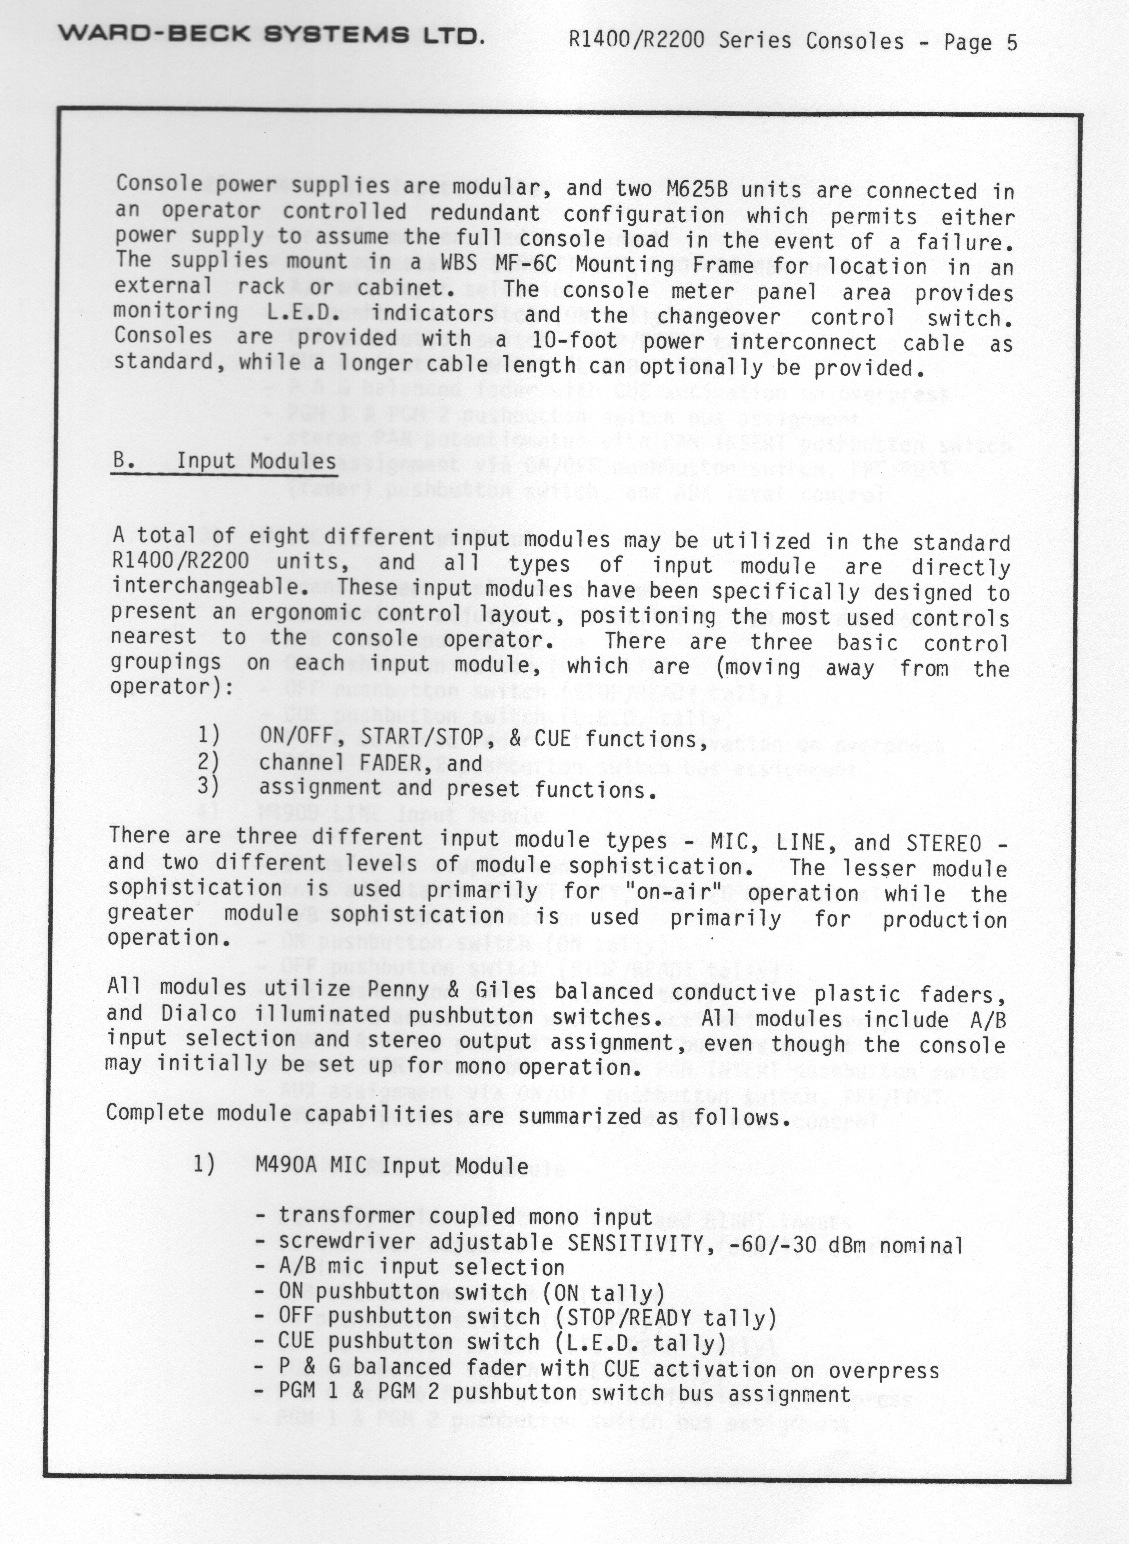 WARD-BECK SYSTEMS LTD.
R1400/R2200 Series Consoles - Page 5
Console power supplies are modular, and two M625B units are connected in
an operator controlled redundant configuration which permits either
power supply to assume the full console load in the event of a failure.
The supplies mount in a WBS MF-6C Mounting Frame for location in an
external rack or cabinet. The console meter panel area provides
monitoring L.E.D. indicators and the changeover control switch.
Consoles are provided with a 10-foot power interconnect cable as
standard, while a longer cable length can optionally be provided.
B. Input Modules
A total of eight different input modules may be utilized in the standard
R1400/R2200 units, and all types of input module are directly
interchangeable. These input modules have been specifically designed to
present an ergonomic control layout, positioning the most used controls
nearest to the console operator. There are three basic control
groupings on each input module, which are (moving away from the
operator):
1) ON/OFF, START/STOP, & CUE functions,
2) channel FADER, and
3) assignment and preset functions.
There are three different input module types - MIC, LINE, and STEREO -
and two different levels of module sophistication. The lesser module
sophistication is used primarily for "on-air" operation while the
greater module sophistication is used primarily for production
operation.
All modules utilize Penny & Giles balanced conductive plastic faders,
and Dialco illuminated pushbutton switches. All modules include A/B
input selection and stereo output assignment, even though the console
may initially be set up for mono operation.
Complete module capabilities are summarized as follows.
1) M490A MIC Input Module
- transformer coupled mono input
- screwdriver adjustable SENSITIVITY, -60/-30 dBm nominal
- A/B mic input selection
- ON pushbutton switch (ON tally)
- OFF pushbutton switch (STOP/READY tally)
- CUE pushbutton switch (L.E.D. tally)
- P & G balanced fader with CUE activation on overpress
- PGM 1 & PGM 2 pushbutton switch bus assignment